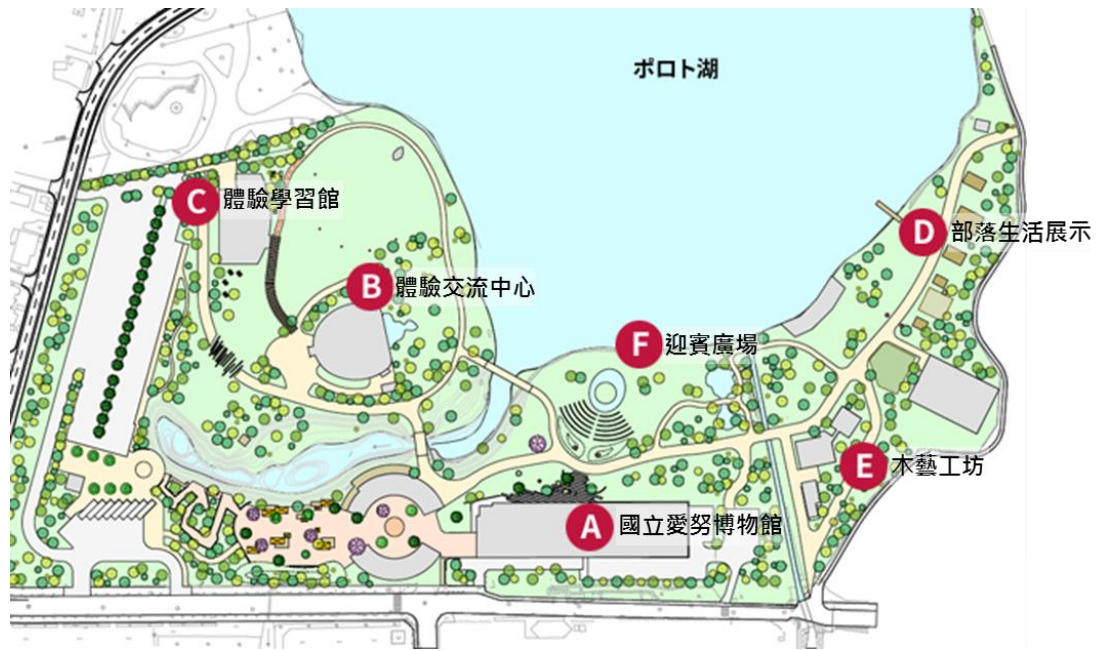 ポロト湖
C 體驗學習館
D 部落生活展示
B 體驗交流中心
F 迎賓廣場
E 木藝工坊
A 國立愛努博物館